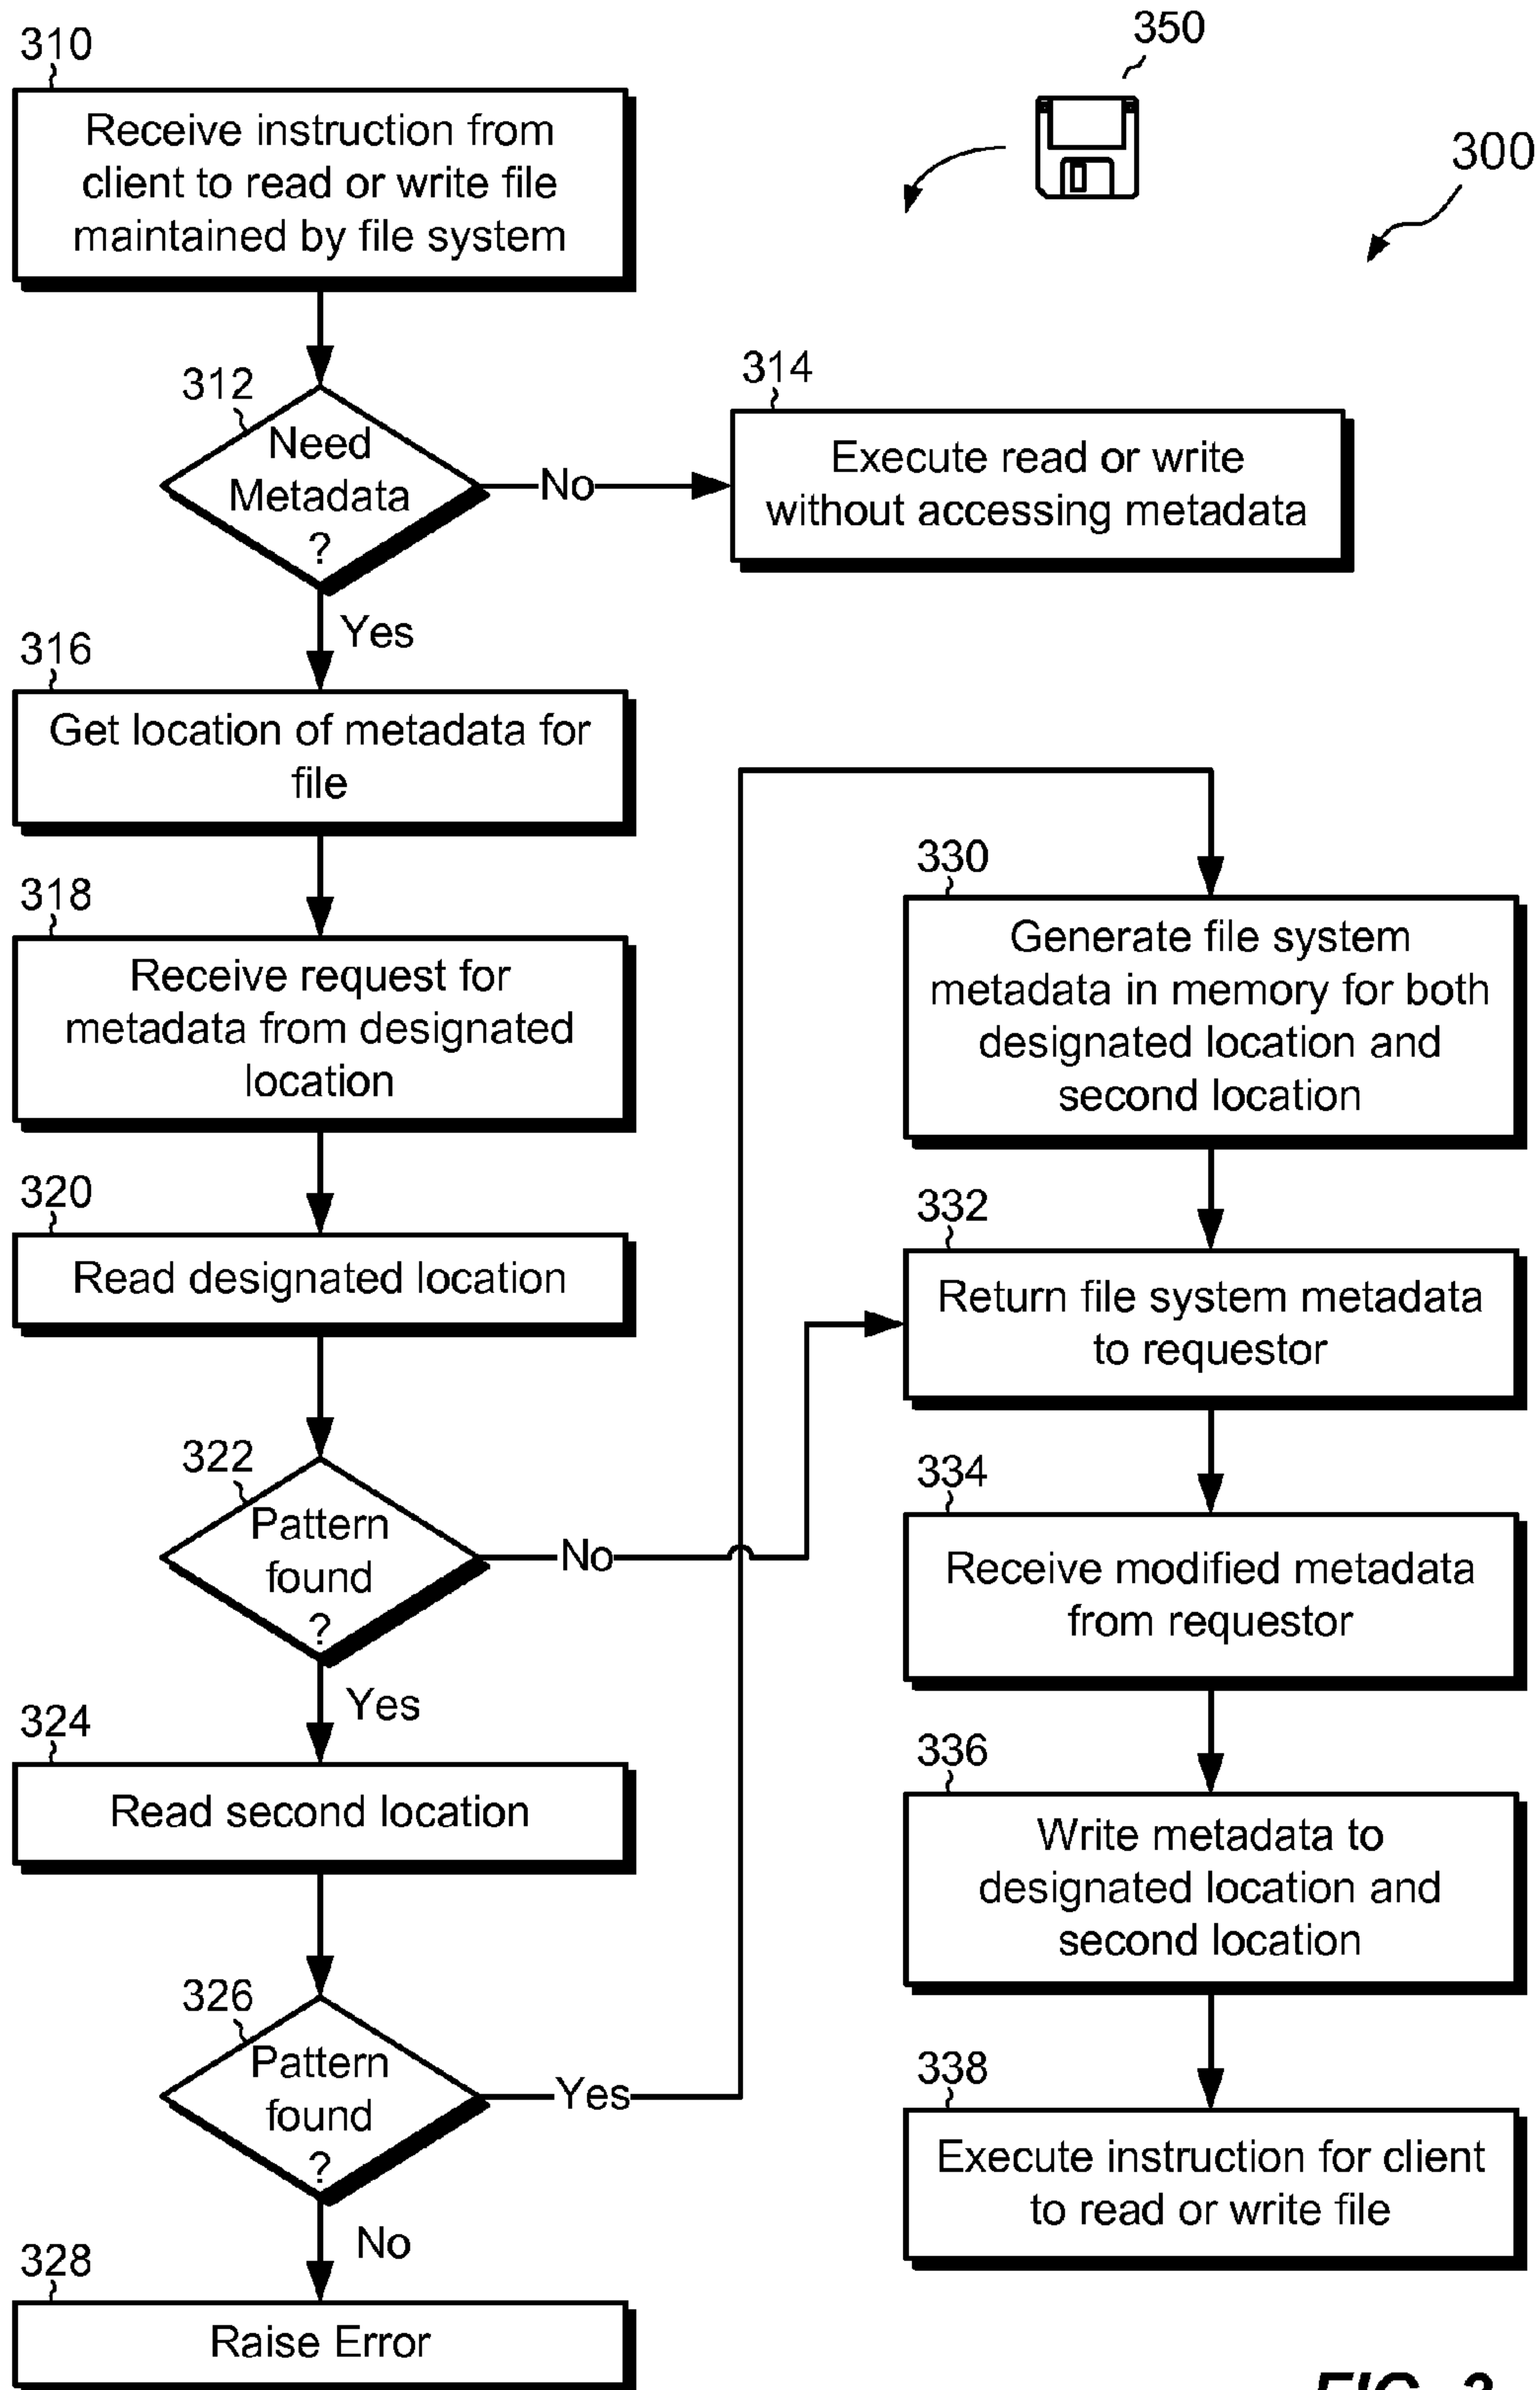 310
Receive instruction from
client to read or write file
maintained by file system
350
300
312
Need
Metadata
?
No
314
Execute read or write
without accessing metadata
Yes
316
Get location of metadata for
file
318
Receive request for
metadata from designated
location
320
Read designated location
322
Pattern
found
?
No
Yes
324
Read second location
326
Pattern
found
?
Yes
No
328
Raise Error
330
Generate file system
metadata in memory for both
designated location and
second location
332
Return file system metadata
to requestor
334
Receive modified metadata
from requestor
336
Write metadata to
designated location and
second location
338
Execute instruction for client
to read or write file
FIG. 3